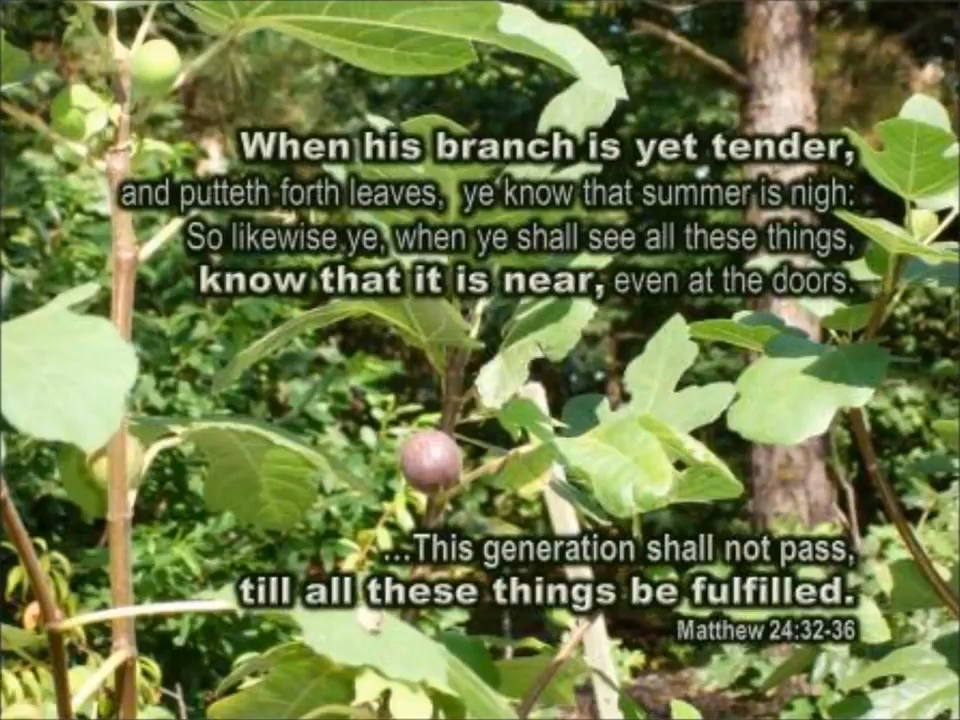 When his branch is yet tender,
and putteth forth leaves, ye know that summer is nigh:
So likewise ye, when ye shall see all these things,
know that it is near, even at the doors.
...This generation shall not pass,
till all these things be fulfilled.
Matthew 24:32-36